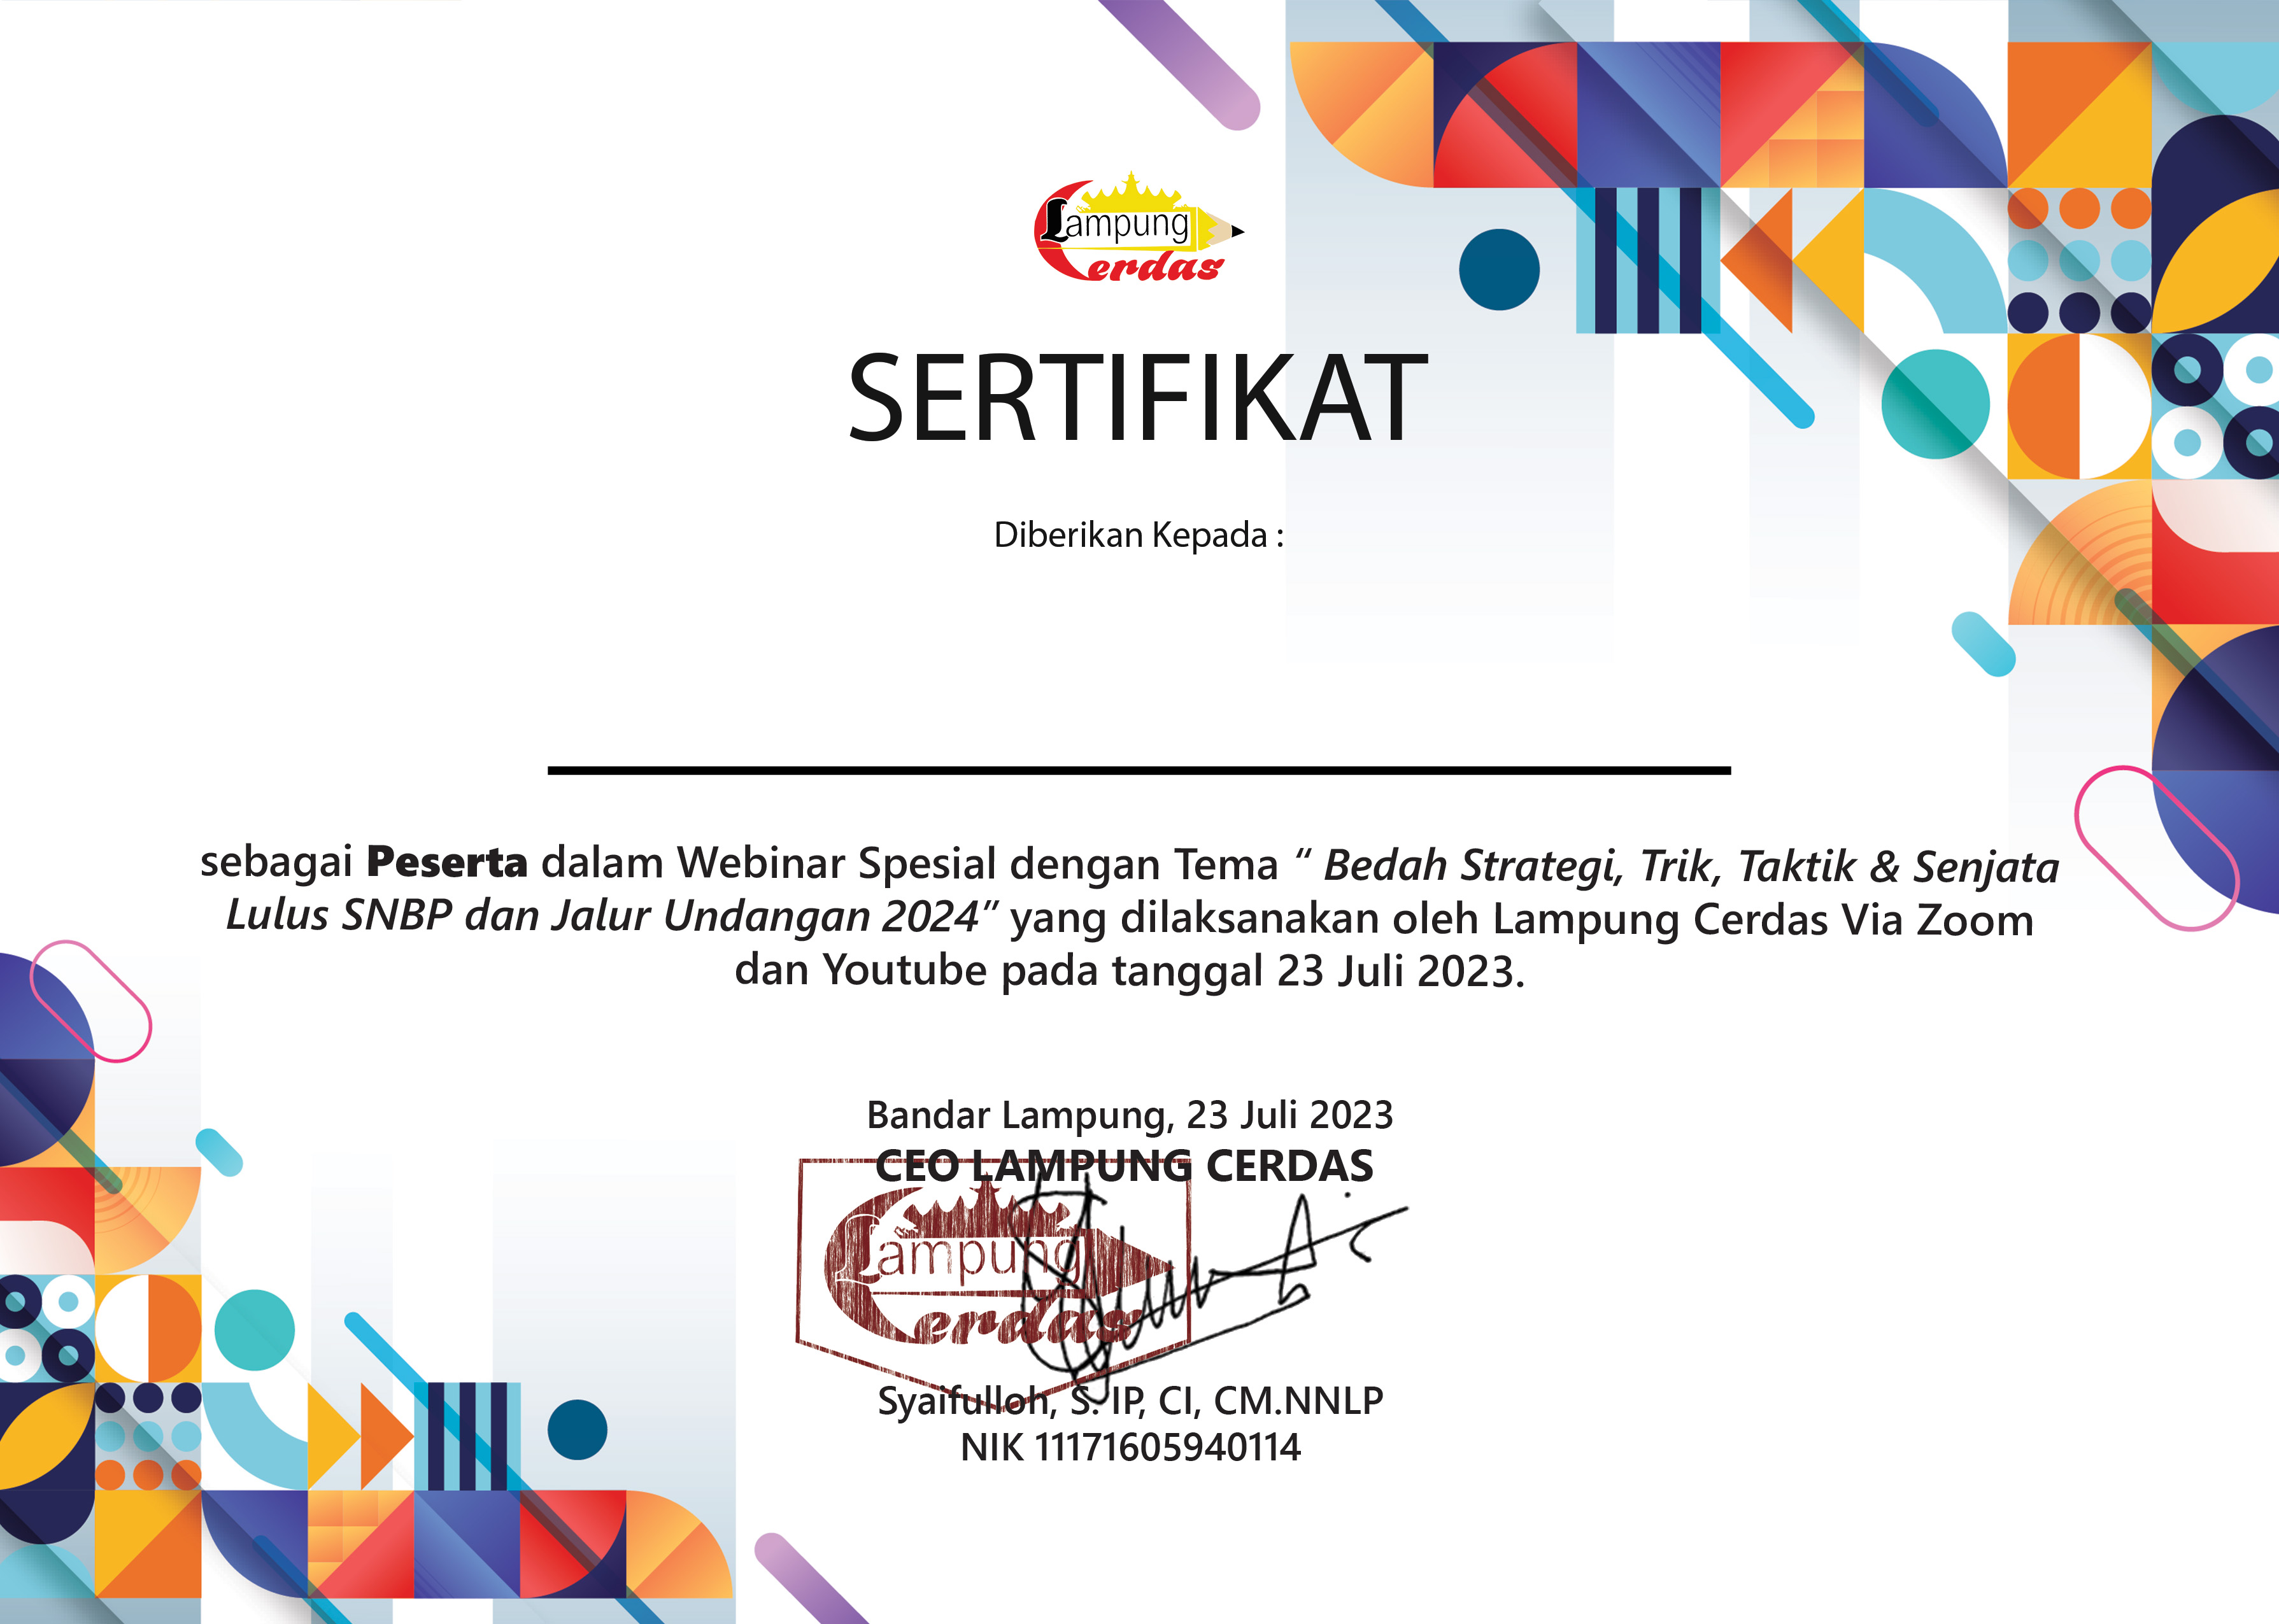 Lampung
Cerdas
SERTIFIKAT
Diberikan Kepada :
sebagai Peserta dalam Webinar Spesial dengan Tema “ Bedah Strategi, Trik, Taktik & Senjata
Lulus SNBP dan Jalur Undangan 2024” yang dilaksanakan oleh Lampung Cerdas Via Zoom
dan Youtube pada tanggal 23 Juli 2023.
Bandar Lampung, 23 Juli 2023
CEO LAMPUNG CERDAS
Lampung
Cerdas
Syaifulloh, S. IP, CI, CM.NNLP
NIK 11171605940114